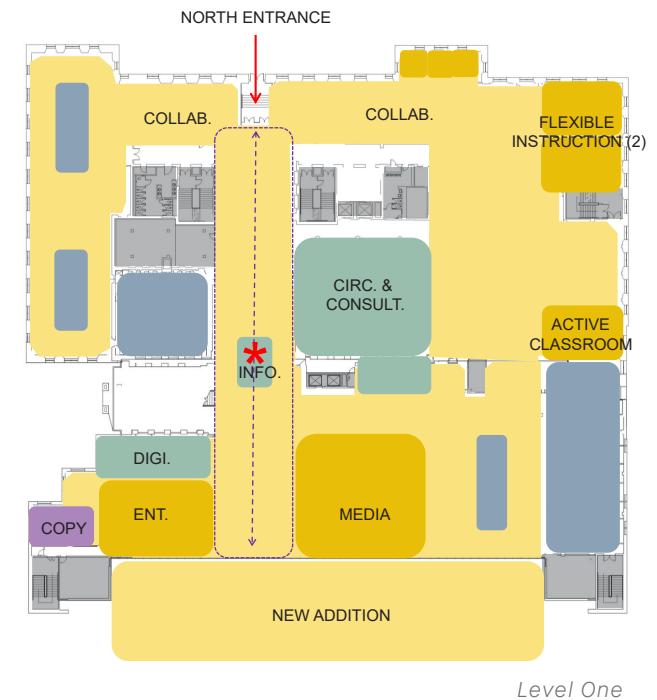 NORTH ENTRANCE
COLLAB.
COLLAB.
FLEXIBLE
INSTRUCTION (2)
CIRC. &
CONSULT.
ACTIVE
CLASSROOM
*
INFO.
DIGI.
ENT.
MEDIA
COPY
NEW ADDITION
Level One